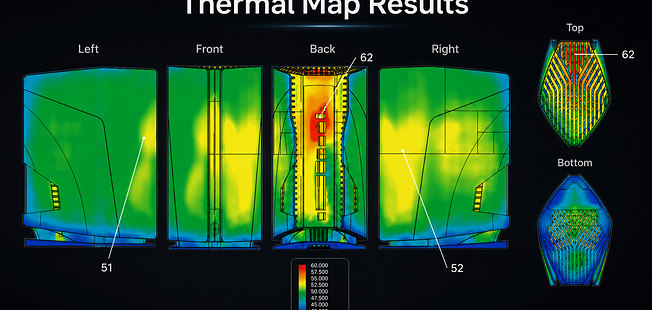 Thermal Map Results
Left
Front
Back
Right
Top
62
62
51
52
Bottom
60.000
57.500
55.000
52.500
50.000
47.500
45.000